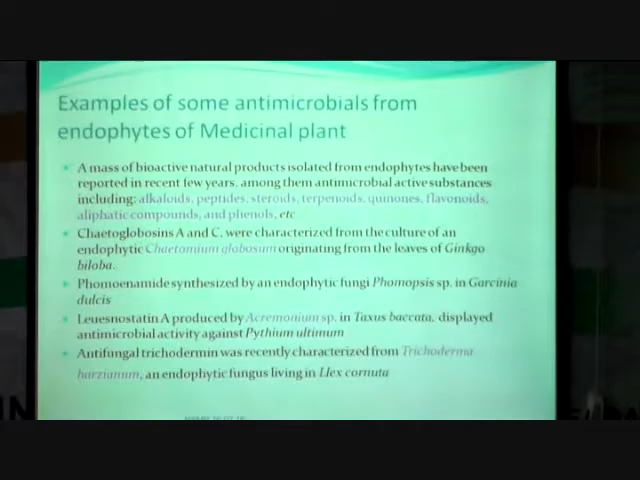 Examples of some antimicrobials from
endophytes of Medicinal plant
A mass of bioactive natural products isolated from endophytes have been
reported in recent few years, among them antimicrobial active substances
including: alkaloids, peptides, steroids, terpenoids, quinones, flavonoids,
aliphatic compounds, and phenols, etc
Chaetoglobosins A and C, were characterized from the culture of an
endophytic Chaetomium globosum originating from the leaves of Ginkgo
biloba.
Phomoenamide synthesized by an endophytic fungi Phomopsis sp. in Garcinia
dulcis
Leuesnostatin A produced by Acremonium sp. in Taxus baccata, displayed
antimicrobial activity against Pythium ultimum
Antifungal trichodermin was recently characterized from Trichoderma
harzianum, an endophytic fungus living in Llex cornuta